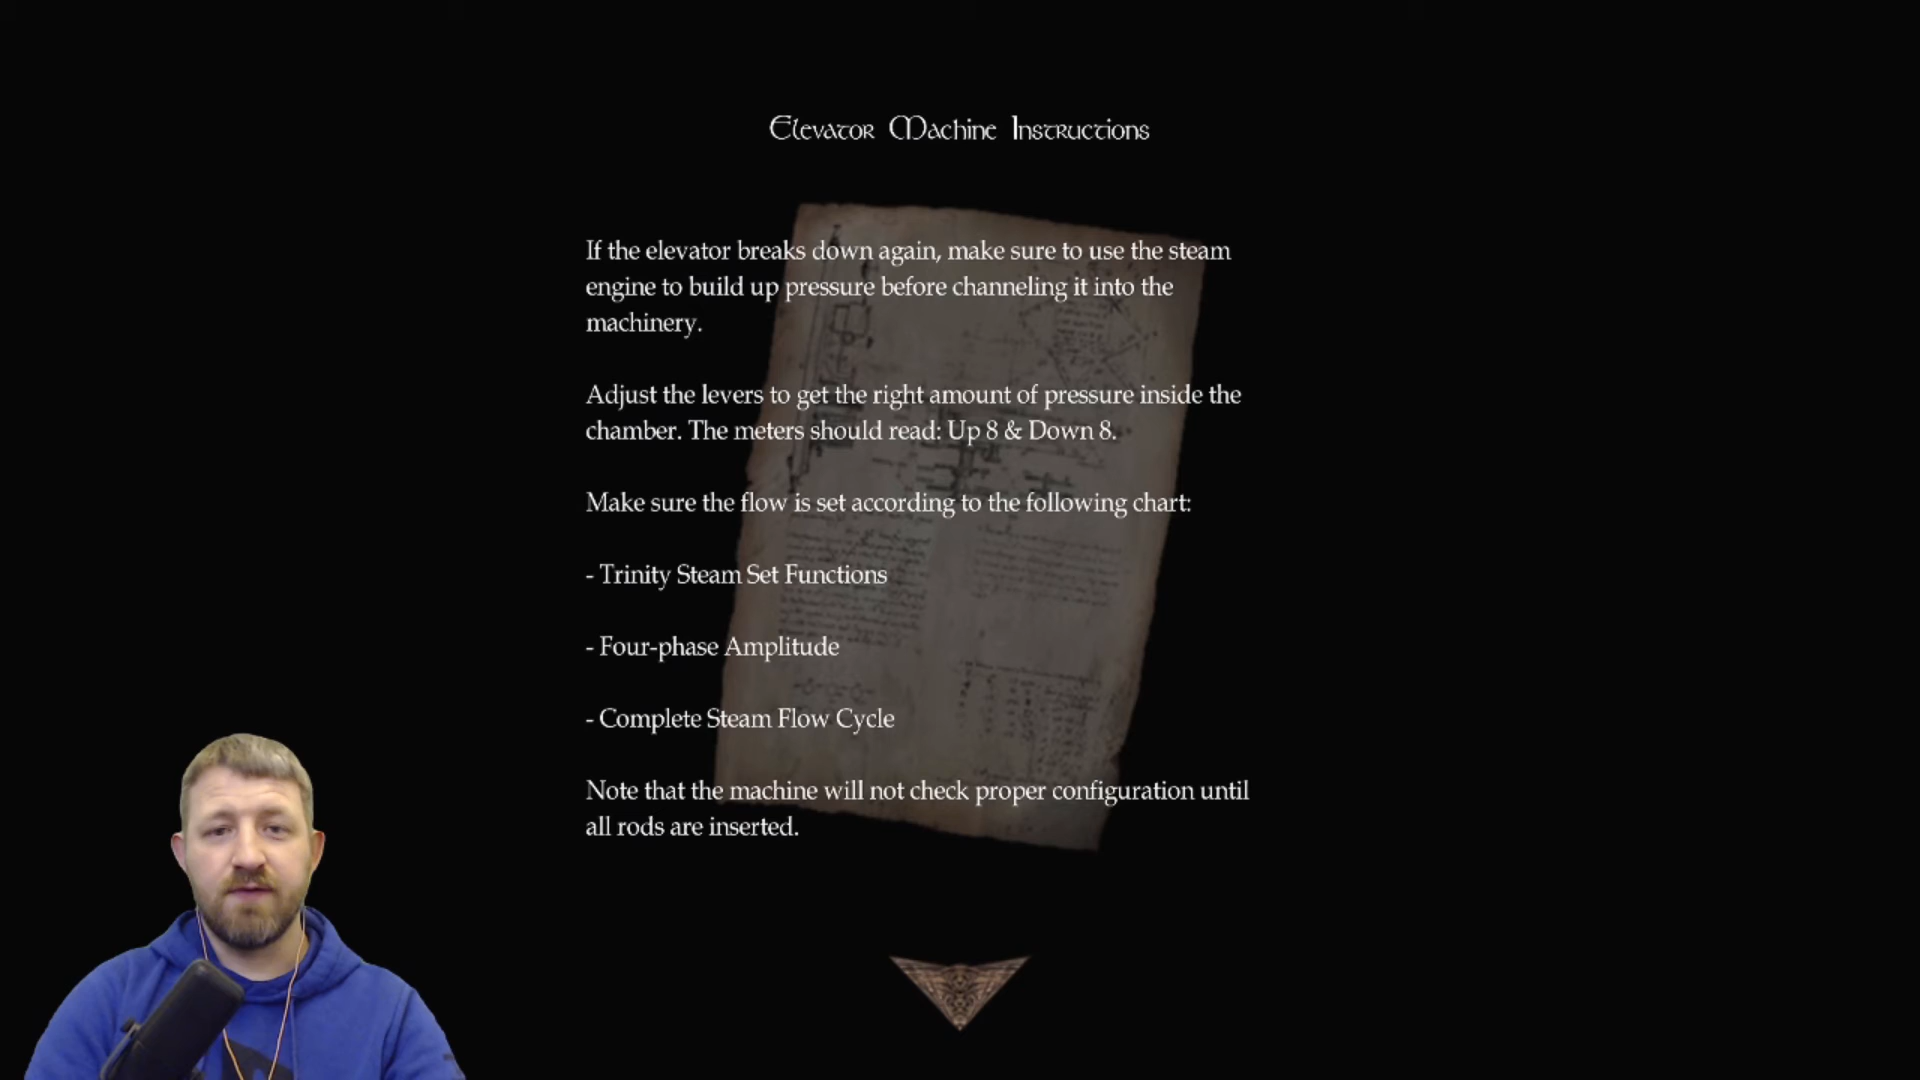 Elevator Machine Instructions
If the elevator breaks down again, make sure to use the steam
engine to build up pressure before channeling it into the
machinery.
Adjust the levers to get the right amount of pressure inside the
chamber. The meters should read: Up 8 & Down 8.
Make sure the flow is set according to the following chart:
- Trinity Steam Set Functions
- Four-phase Amplitude
- Complete Steam Flow Cycle
Note that the machine will not check proper configuration until
all rods are inserted.